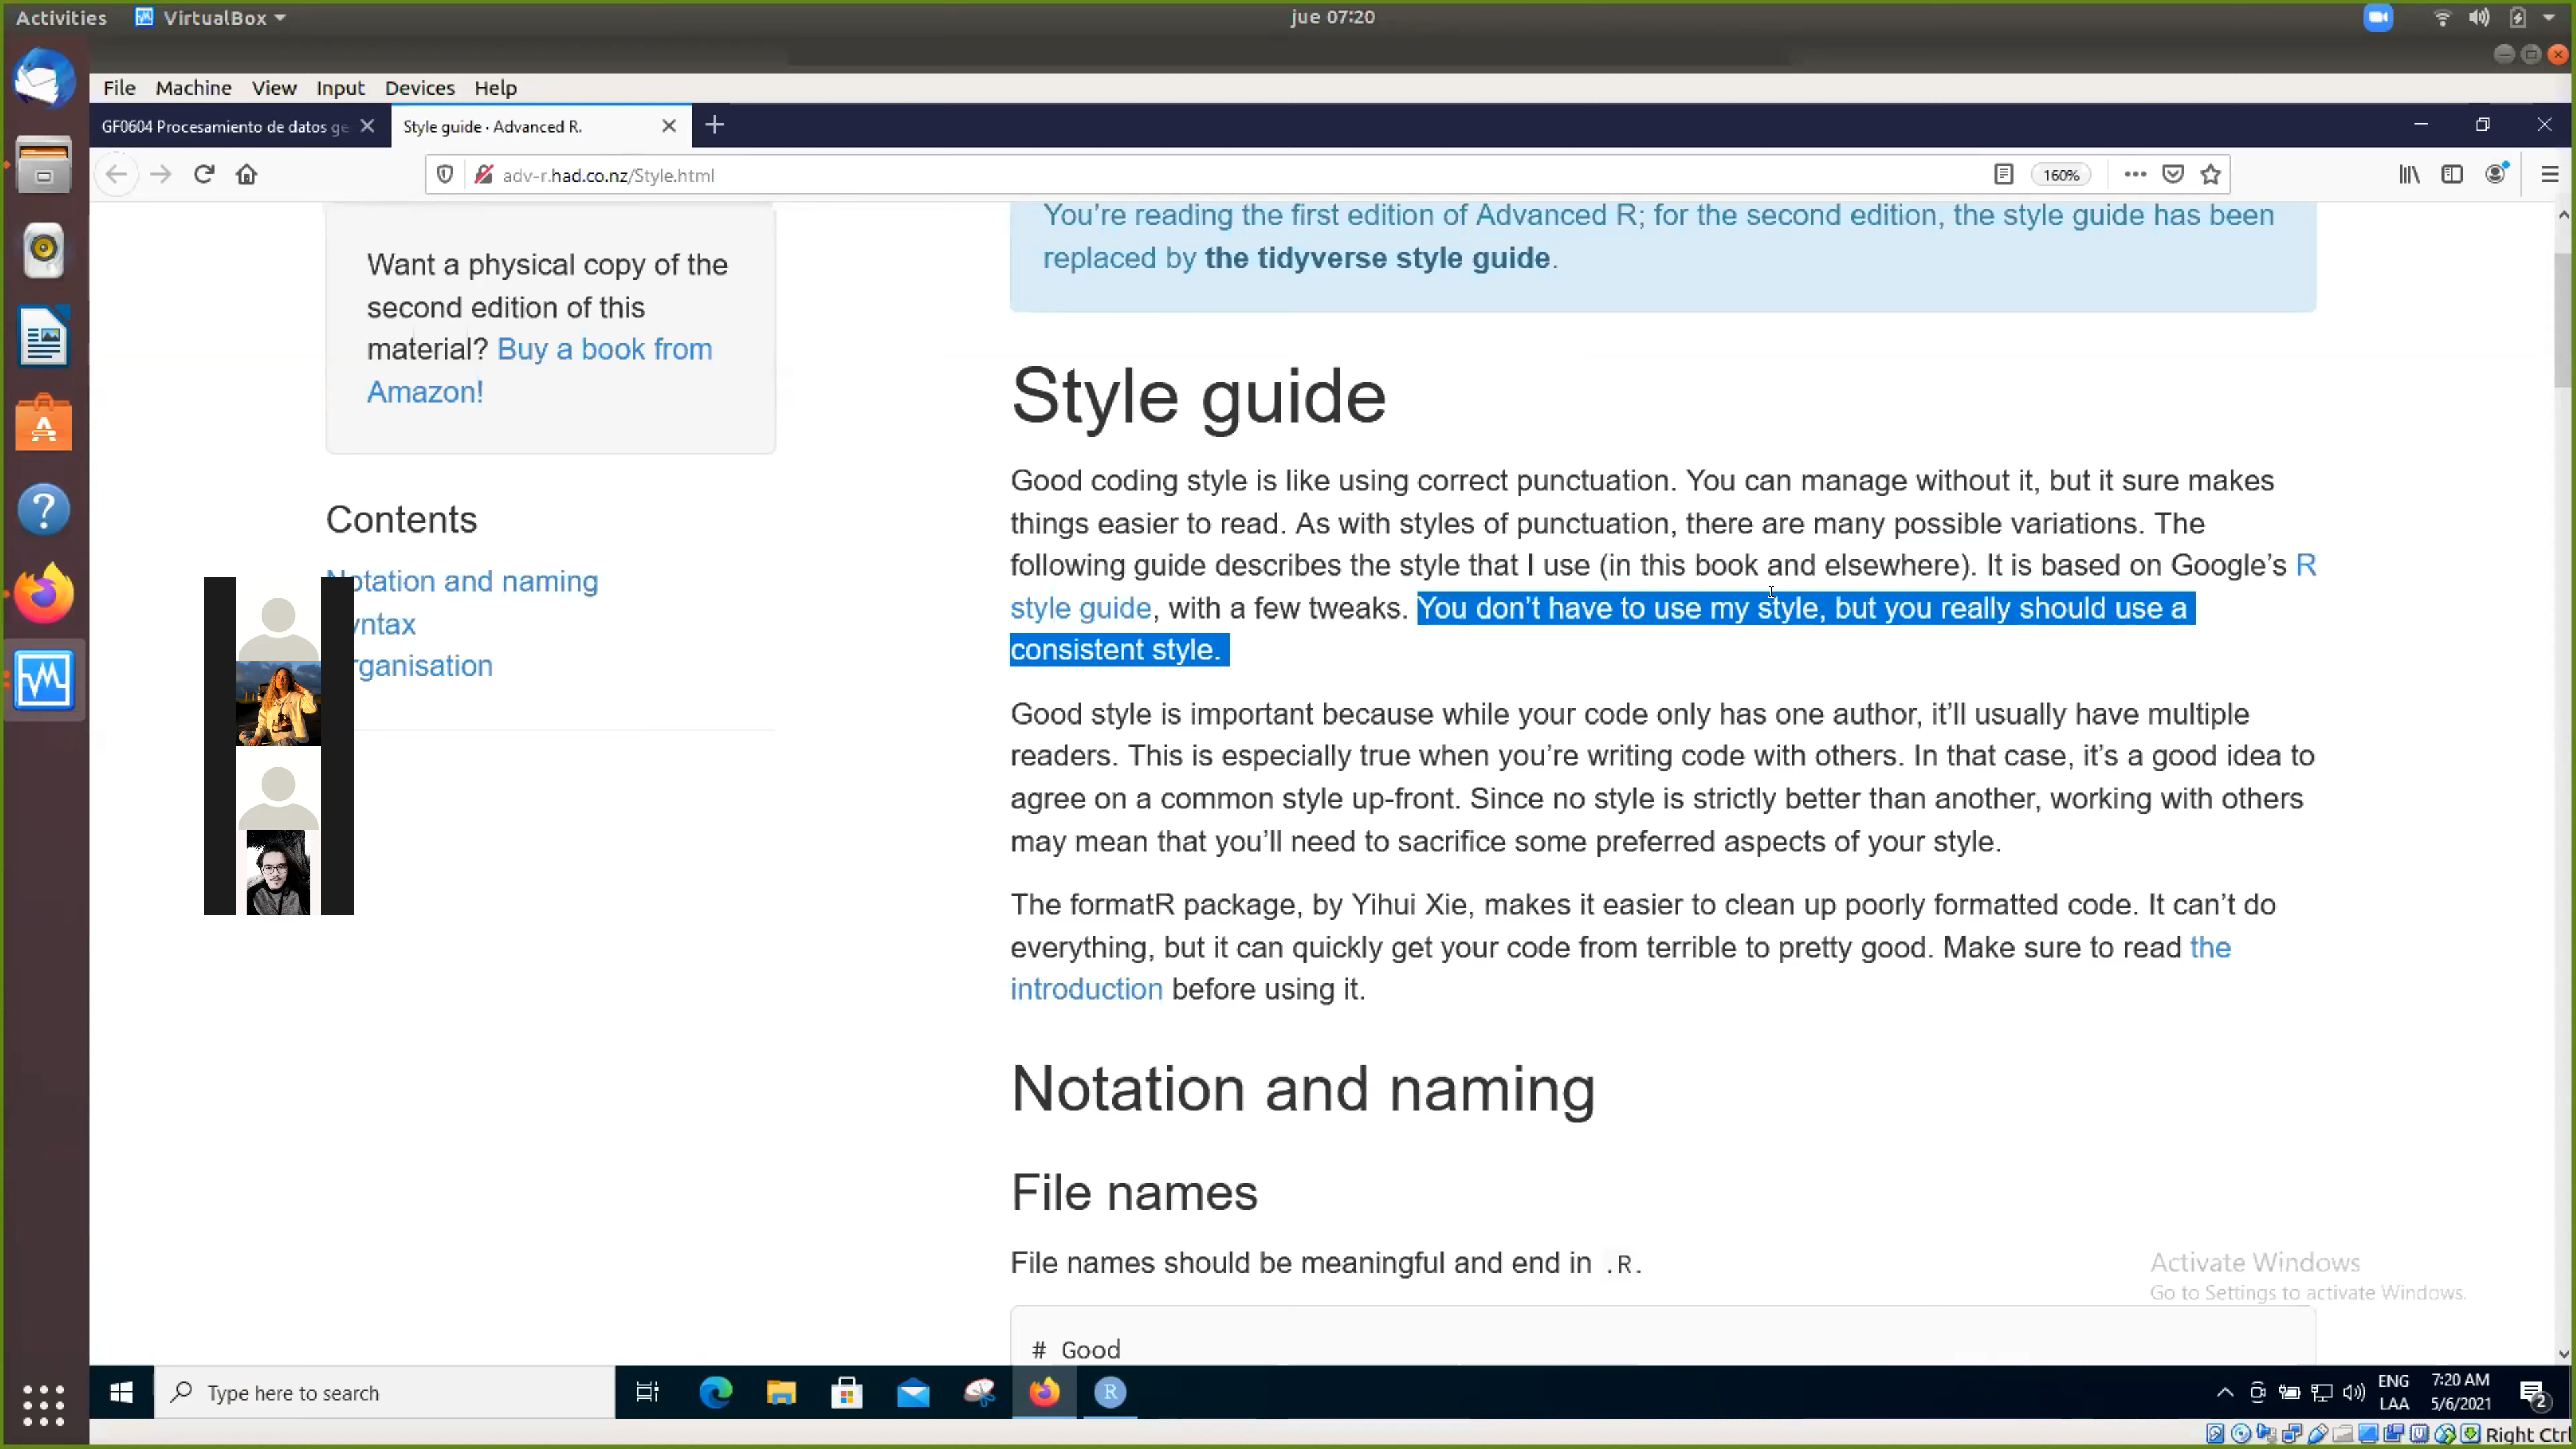 Activities VirtualBox jue 07:20
File Machine View Input Devices Help
GF0604 Procesamiento de datos ge Style guide · Advanced R.
adv-r.had.co.nz/Style.html 160%
You're reading the first edition of Advanced R; for the second edition, the style guide has been
replaced by the tidyverse style guide.
Want a physical copy of the
second edition of this
material? Buy a book from
Amazon!
Contents
Notation and naming
yntax
rganisation
Style guide
Good coding style is like using correct punctuation. You can manage without it, but it sure makes
things easier to read. As with styles of punctuation, there are many possible variations. The
following guide describes the style that I use (in this book and elsewhere). It is based on Google's R
style guide, with a few tweaks. You don't have to use my style, but you really should use a
consistent style.
Good style is important because while your code only has one author, it'll usually have multiple
readers. This is especially true when you're writing code with others. In that case, it's a good idea to
agree on a common style up-front. Since no style is strictly better than another, working with others
may mean that you'll need to sacrifice some preferred aspects of your style.
The formatR package, by Yihui Xie, makes it easier to clean up poorly formatted code. It can't do
everything, but it can quickly get your code from terrible to pretty good. Make sure to read the
introduction before using it.
Notation and naming
File names
File names should be meaningful and end in .R.
# Good
Activate Windows
Go to Settings to activate Windows.
Type here to search
ENG
LAA
7:20 AM
5/6/2021
2
Right Ctrl